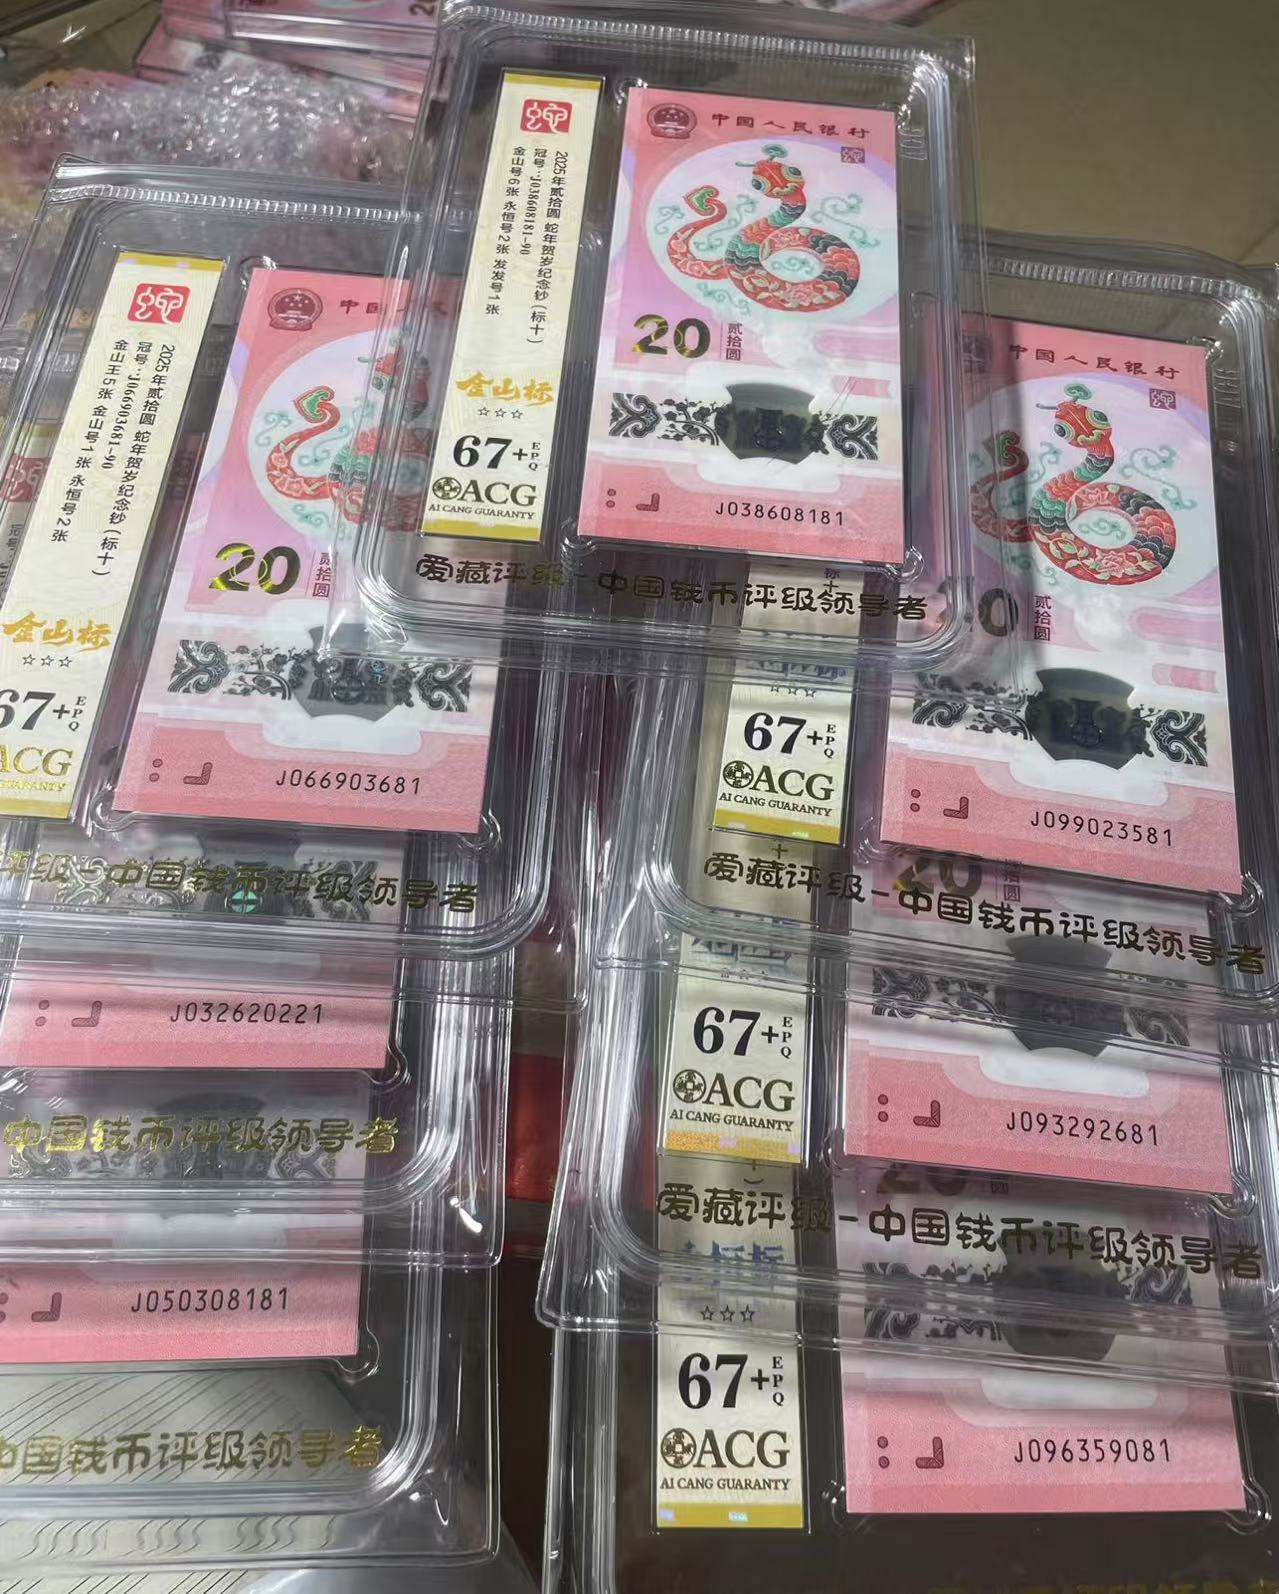 蛇
2025年贰拾圆 蛇年贺岁纪念钞(标十)
冠号:J038608181-90
金山号6张 永恒号2张 发发号1张
金山标
☆☆☆
67+EPQ
ACG
AI CANG GUARANTY
中国人民银行
蛇
20 贰拾圆
J038608181
爱藏评级-中国钱币评级领导者
蛇
2025年贰拾圆 蛇年贺岁纪念钞(标十)
冠号:J066903681-90
金山王5张 金山号1张 永恒号2张
金山标
☆☆☆
67+EPQ
ACG
GUARANTY
中国
20 贰拾圆
J066903681
评级-中国钱币评级领导者
J032620221
中国钱币评级领导者
J050308181
中国钱币评级领导者
中国人民银行
蛇
贰拾圆
☆☆☆
67+EPQ
ACG
AI CANG GUARANTY
J099023581
爱藏评级-中国钱币评级领导者
20 拾圆
67+EPQ
ACG
AI CANG GUARANTY
J093292681
爱藏评级-中国钱币评级领导者
☆☆☆
67+EPQ
ACG
AI CANG GUARANTY
J096359081